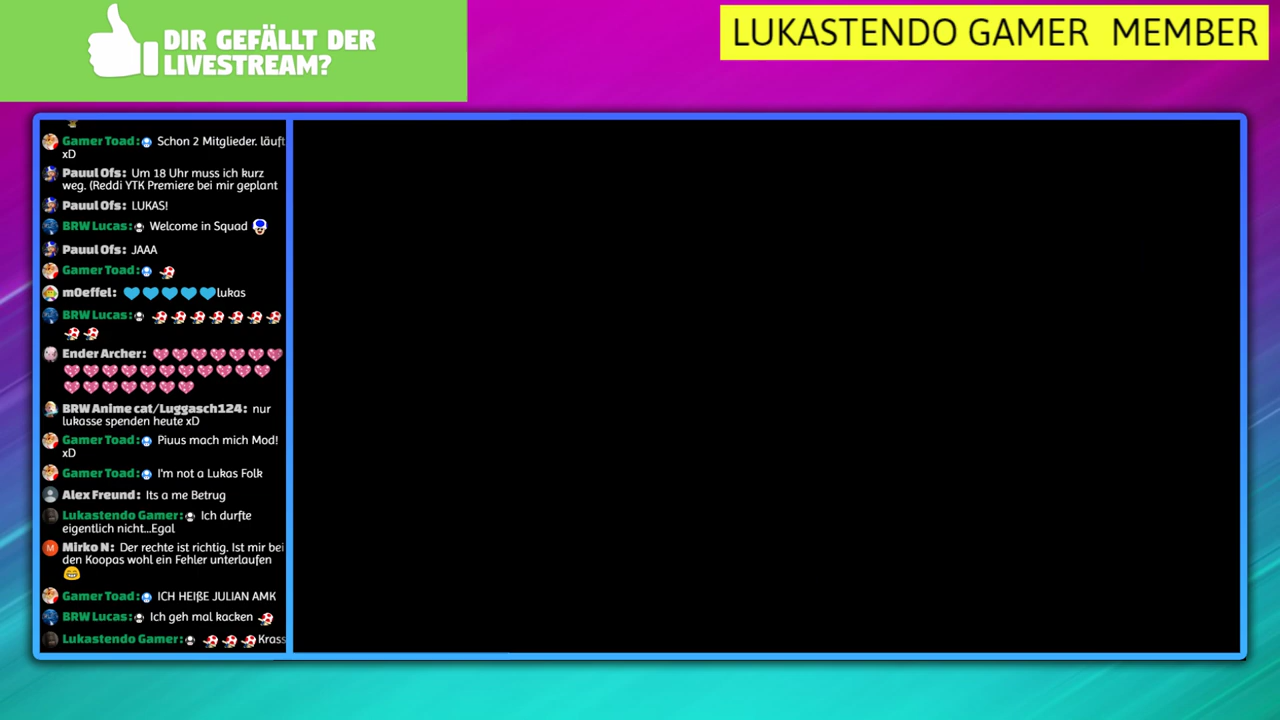 DIR GEFÄLLT DER
LIVESTREAM?
LUKASTENDO GAMER MEMBER
Gamer Toad: Schon 2 Mitglieder. läuft
xD
Pauul Ofs: Um 18 Uhr muss ich kurz
weg. (Reddi YTK Premiere bei mir geplant
Pauul Ofs: LUKAS!
BRW Lucas: Welcome in Squad
Pauul Ofs: JAAA
Gamer Toad:
m0effel: 💙💙💙💙💙lukas
BRW Lucas:
Ender Archer: 💖💖💖💖💖💖💖
💖💖💖💖💖💖💖💖💖💖💖
💖💖💖💖💖💖💖
BRW Anime cat/Luggasch124: nur
lukasse spenden heute xD
Gamer Toad: Piuus mach mich Mod!
xD
Gamer Toad: I'm not a Lukas Folk
Alex Freund: Its a me Betrug
Lukastendo Gamer: Ich durfte
eigentlich nicht...Egal
M Mirko N: Der rechte ist richtig. Ist mir bei
den Koopas wohl ein Fehler unterlaufen
😂
Gamer Toad: ICH HEIßE JULIAN AMK
BRW Lucas: Ich geh mal kacken
Lukastendo Gamer: Krass